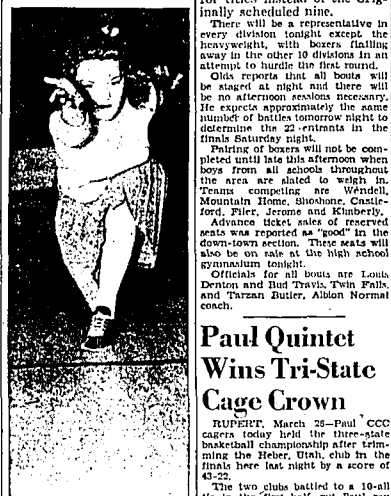 for titles instead of the orig-
inally scheduled nine.
There will be a representative in
every division tonight except the
heavyweight, with boxers flailing
away in the other 10 divisions in an
attempt to hurdle the first round.
Olds reports that all bouts will
be staged at night and there will
be no afternoon sessions necessary.
He expects approximately the same
number of battles tomorrow night to
determine the 22 entrants in the
finals Saturday night.
Pairing of boxers will not be com-
pleted until late this afternoon when
boys from all schools throughout
the area are slated to weigh in.
Teams competing are Wendell,
Mountain Home, Shoshone, Castle-
ford, Filer, Jerome and Kimberly.
Advance ticket sales of reserved
seats was reported as "good" in the
down-town section. These seats will
also be on sale at the high school
gymnasium tonight.
Officials for all bouts are Louis
Denton and Bud Travis, Twin Falls,
and Tarzan Butler, Albion Normal
coach.
Paul Quintet
Wins Tri-State
Cage Crown
RUPERT, March 26—Paul CCC
cagers today held the three-state
basketball championship after trim-
ming the Heber, Utah, club in the
finals here last night by a score of
43-22.
The two clubs battled to a 10-all